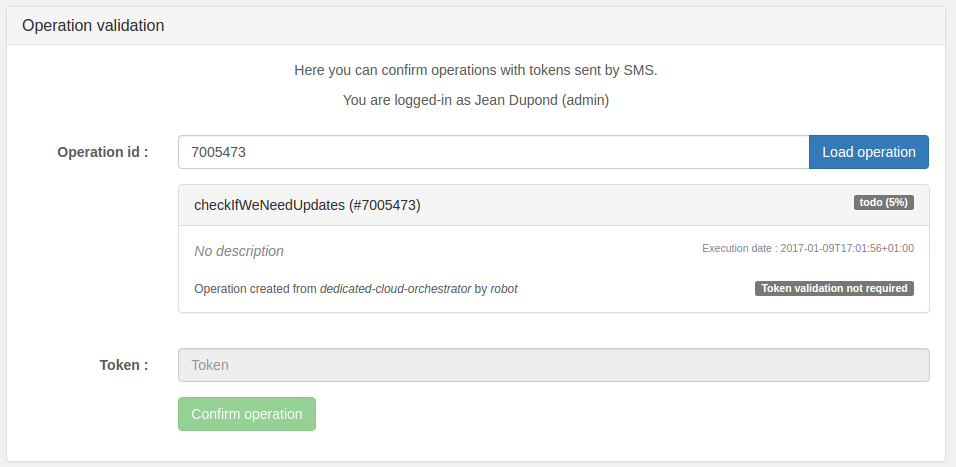 Operation validation
Here you can confirm operations with tokens sent by SMS.
You are logged-in as Jean Dupond (admin)
Operation id : 7005473 Load operation
checkIfWeNeedUpdates (#7005473) todo (5%)
No description Execution date : 2017-01-09T17:01:56+01:00
Operation created from dedicated-cloud-orchestrator by robot Token validation not required
Token : Token
Confirm operation